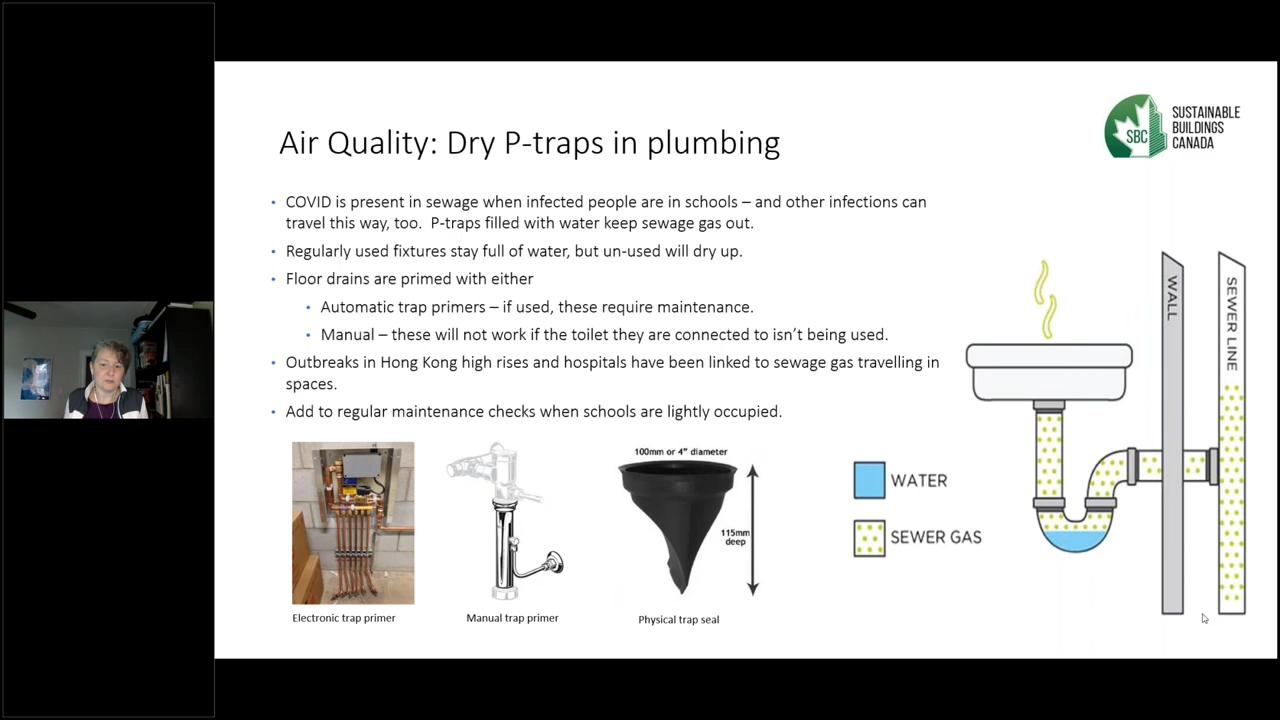 Air Quality: Dry P-traps in plumbing
SBC
SUSTAINABLE
BUILDINGS
CANADA
• COVID is present in sewage when infected people are in schools – and other infections can
travel this way, too. P-traps filled with water keep sewage gas out.
• Regularly used fixtures stay full of water, but un-used will dry up.
• Floor drains are primed with either
• Automatic trap primers – if used, these require maintenance.
• Manual – these will not work if the toilet they are connected to isn’t being used.
• Outbreaks in Hong Kong high rises and hospitals have been linked to sewage gas travelling in
spaces.
• Add to regular maintenance checks when schools are lightly occupied.
Electronic trap primer
Manual trap primer
100mm or 4" diameter
115mm
deep
Physical trap seal
WATER
SEWER GAS
WALL
SEWER LINE